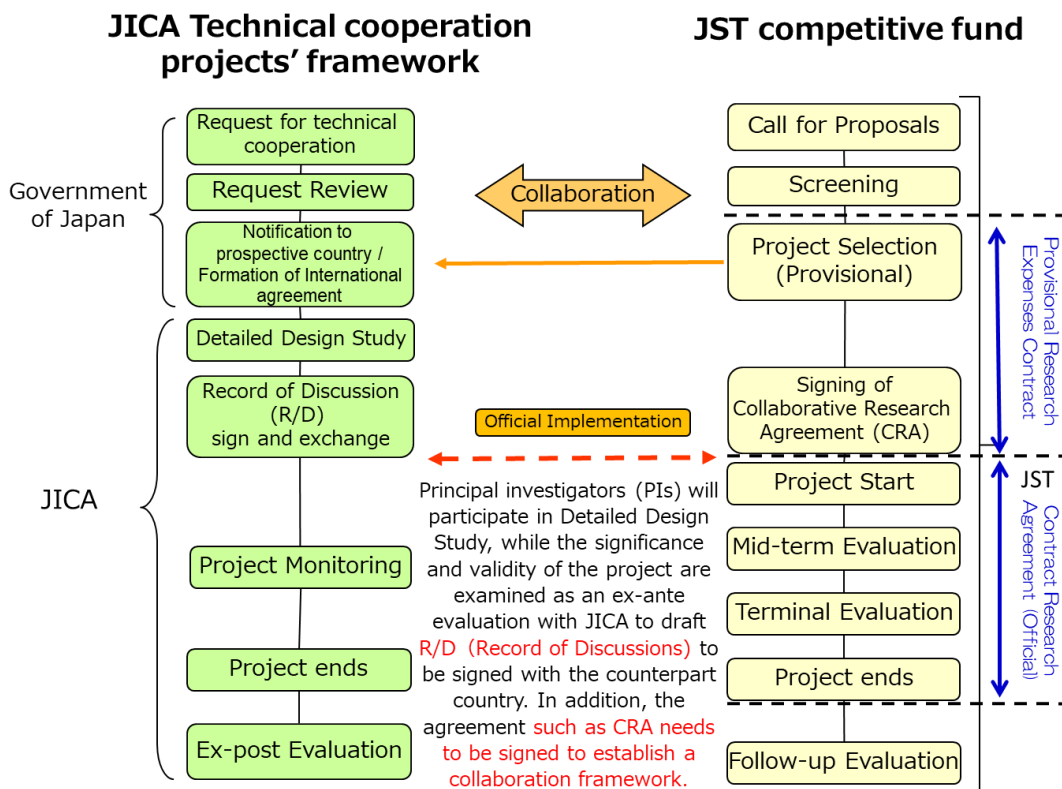 JICA Technical cooperation
projects’ framework
JST competitive fund
Government
of Japan
Request for technical
cooperation
Request Review
Notification to
prospective country /
Formation of International
agreement
JICA
Detailed Design Study
Record of Discussion
(R/D)
sign and exchange
Project Monitoring
Project ends
Ex-post Evaluation
Collaboration
Official Implementation
Principal investigators (PIs) will
participate in Detailed Design
Study, while the significance
and validity of the project are
examined as an ex-ante
evaluation with JICA to draft
R/D（Record of Discussions) to
be signed with the counterpart
country. In addition, the
agreement such as CRA needs
to be signed to establish a
collaboration framework.
Call for Proposals
Screening
Project Selection
(Provisional)
Signing of
Collaborative Research
Agreement (CRA)
Project Start
Mid-term Evaluation
Terminal Evaluation
Project ends
Follow-up Evaluation
Provisional Research
Expenses Contract
JST
Contract Research
Agreement (Official)